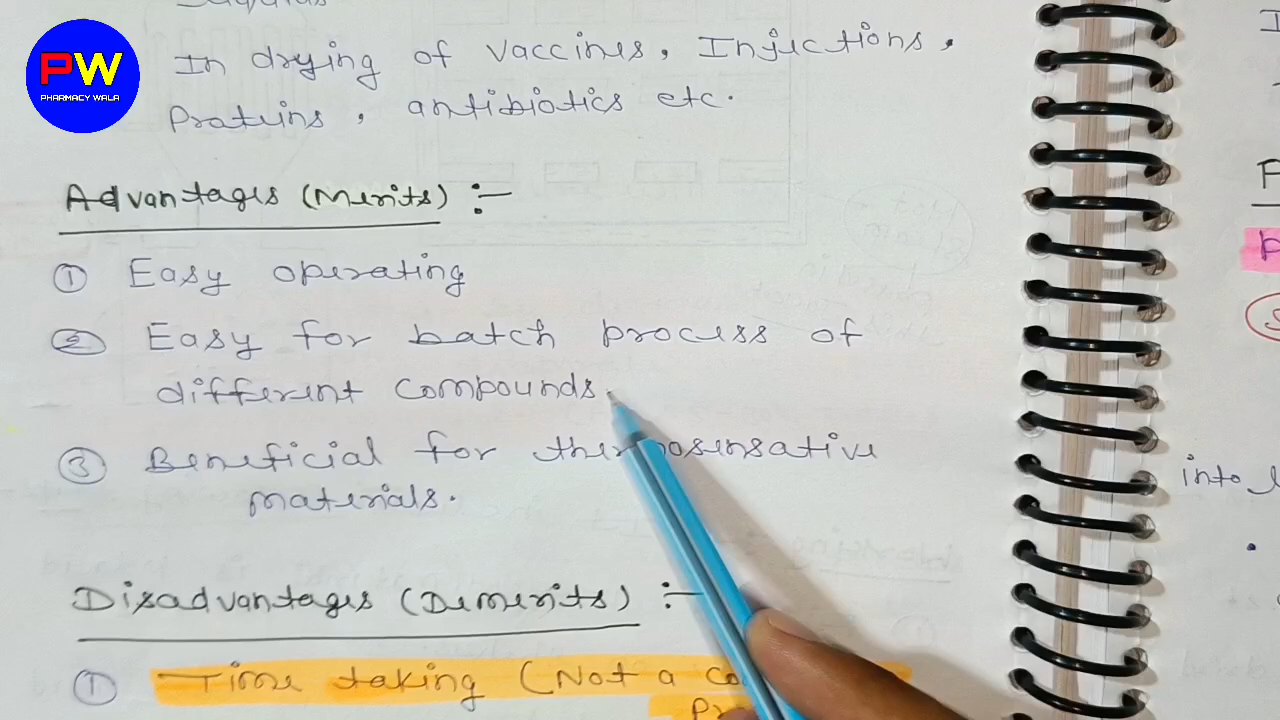 PW
PHARMACY WALA
In drying of vaccines, Injections,
Proteins, antibiotics etc.
Advantages (Merits) :-
① Easy operating
② Easy for batch process of
different compounds.
③ Beneficial for thermosensative
materials.
Disadvantages (Demerits) :-
① Time taking (Not a
into